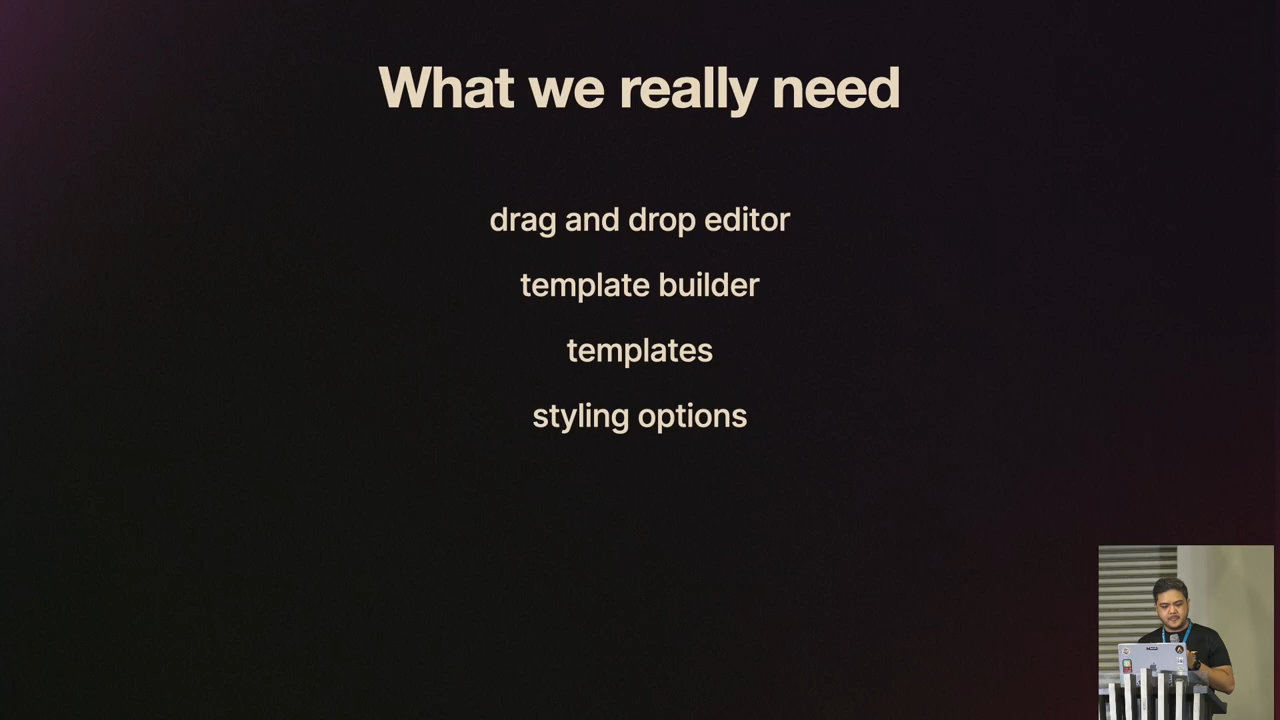 What we really need
drag and drop editor
template builder
templates
styling options